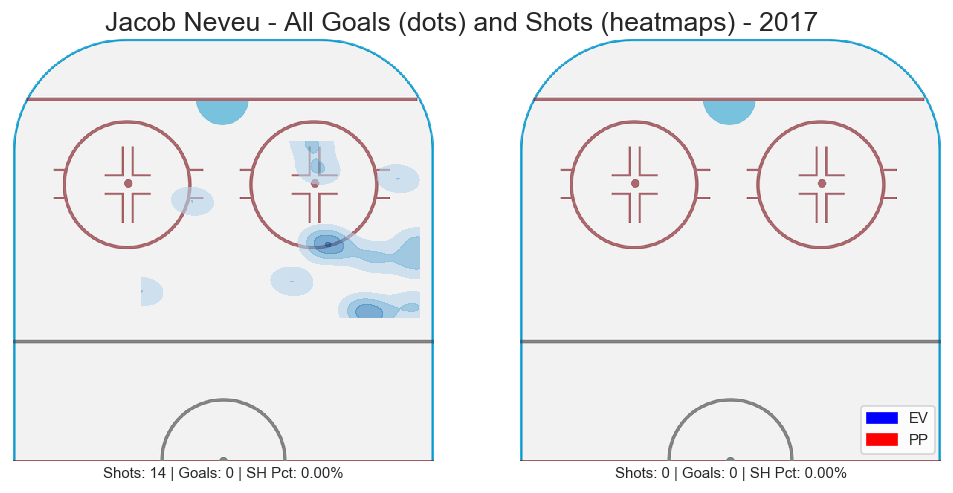 Jacob Neveu - All Goals (dots) and Shots (heatmaps) - 2017
EV
PP
Shots: 14 | Goals: 0 | SH Pct: 0.00%
Shots: 0 | Goals: 0 | SH Pct: 0.00%